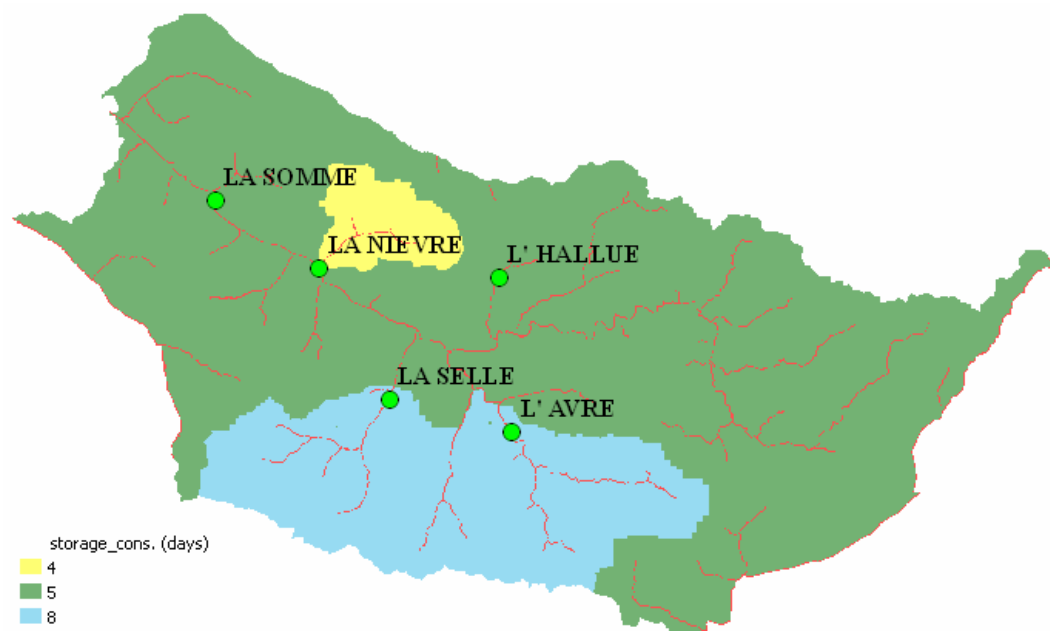 LA SOMME
LA NIEVRE
L' HALLUE
LA SELLE
L' AVRE
storage_cons. (days)
4
5
8